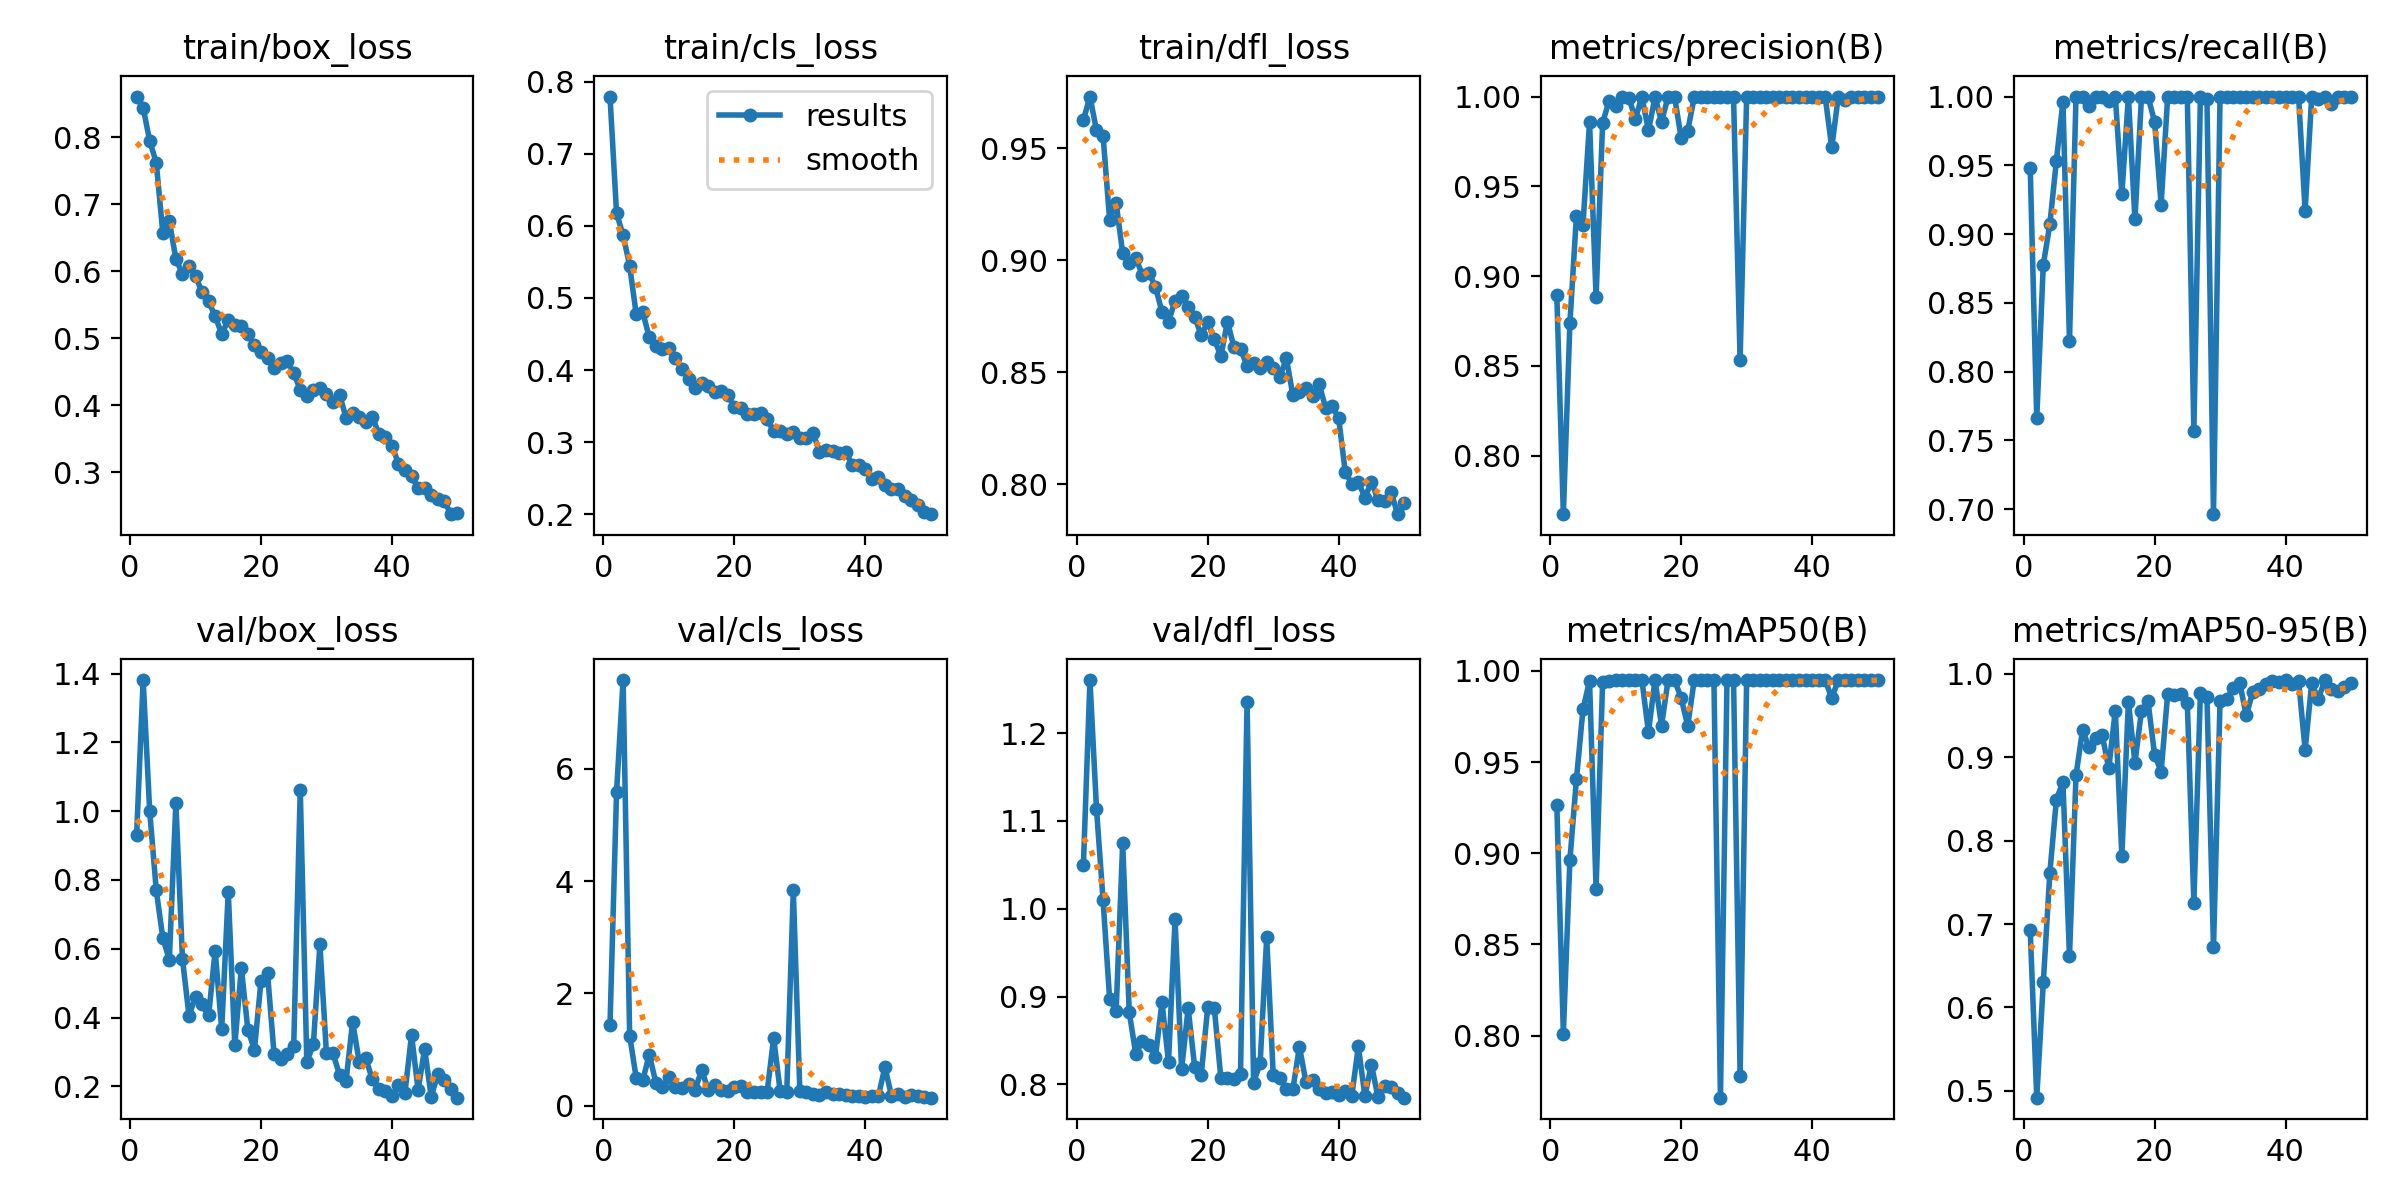 train/box_loss
train/cls_loss
train/dfl_loss
metrics/precision(B)
metrics/recall(B)
results
smooth
0.8
0.7
0.6
0.5
0.4
0.3
0 20 40
0.8
0.7
0.6
0.5
0.4
0.3
0.2
0 20 40
0.95
0.90
0.85
0.80
0 20 40
1.00
0.95
0.90
0.85
0.80
0 20 40
1.00
0.95
0.90
0.85
0.80
0.75
0.70
0 20 40
val/box_loss
val/cls_loss
val/dfl_loss
metrics/mAP50(B)
metrics/mAP50-95(B)
1.4
1.2
1.0
0.8
0.6
0.4
0.2
0 20 40
6
4
2
0
0 20 40
1.2
1.1
1.0
0.9
0.8
0 20 40
1.00
0.95
0.90
0.85
0.80
0 20 40
1.0
0.9
0.8
0.7
0.6
0.5
0 20 40